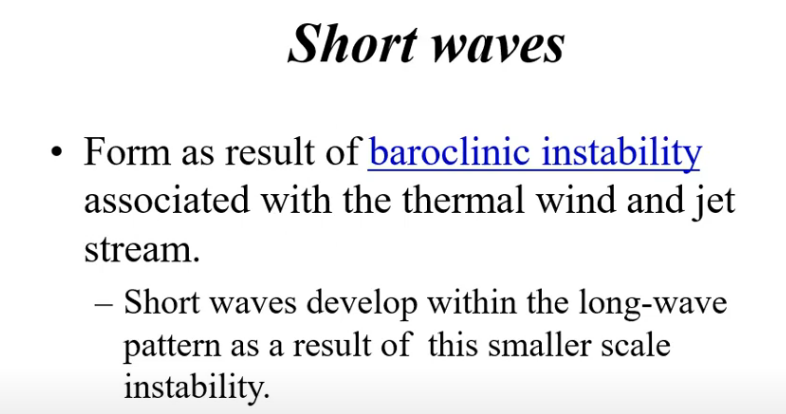 Short waves
• Form as result of baroclinic instability
associated with the thermal wind and jet
stream.
– Short waves develop within the long-wave
pattern as a result of  this smaller scale
instability.